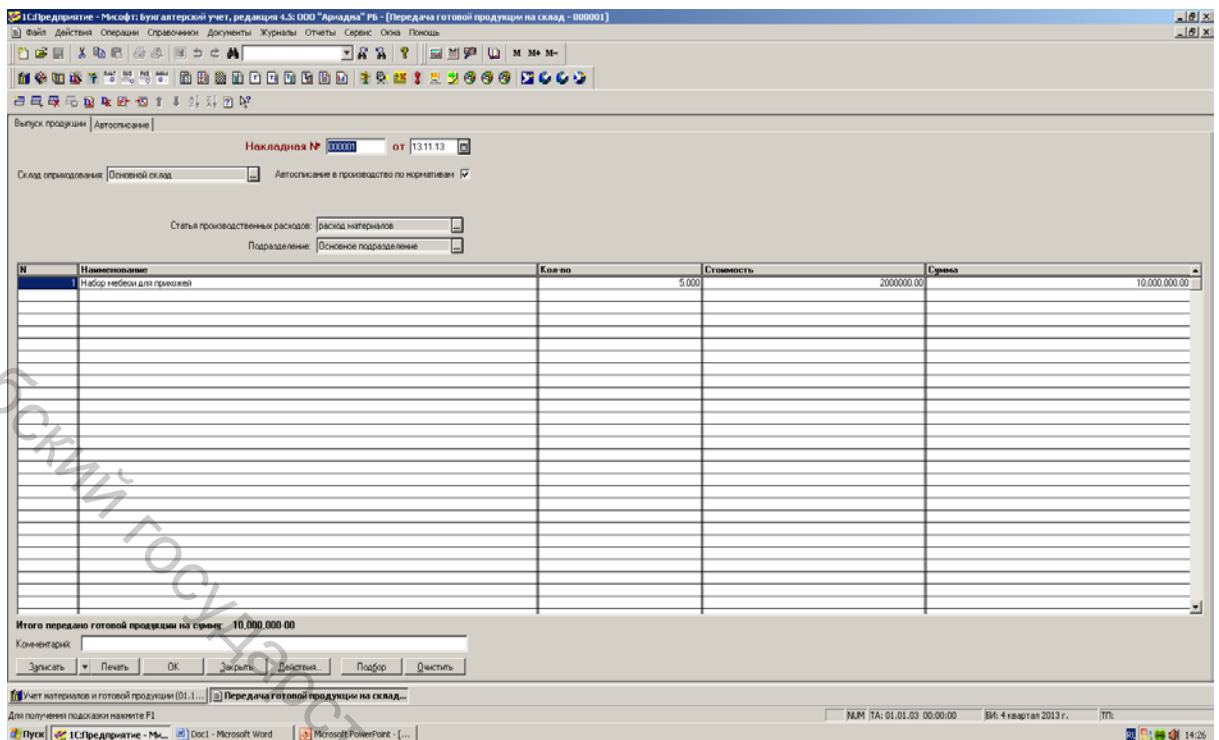 1С:Предприятие - Мисофт: Бухгалтерский учет, редакция 4.5: ООО "Ариадна" РБ - [Передача готовой продукции на склад - 000001]
Файл Действия Операции Справочники Документы Журналы Отчеты Сервис Окна Помощь
M M+ M-
Выпуск продукции Автосписание
Накладная № 000001 от 13.11.13
Склад оприходования: Основной склад ... Автосписание в производство по нормативам
Статья производственных расходов: расход материалов ...
Подразделение: Основное подразделение ...
N Наименование Кол-во Стоимость Сумма
1 Набор мебели для прихожей 5.000 2000000.00 10,000,000.00
Итого передано готовой продукции на сумму: 10,000,000-00
Комментарий:
Записать Печать OK Закрыть Действия... Подбор Очистить
Учет материалов и готовой продукции (01.1... Передача готовой продукции на склад...
Для получения подсказки нажмите F1 NUM TA: 01.01.03 00:00:00 БИ: 4 квартал 2013 г. ТП:
Пуск 1С:Предприятие - Ми... Doc1 - Microsoft Word Microsoft PowerPoint - [... 14:26
бский государст